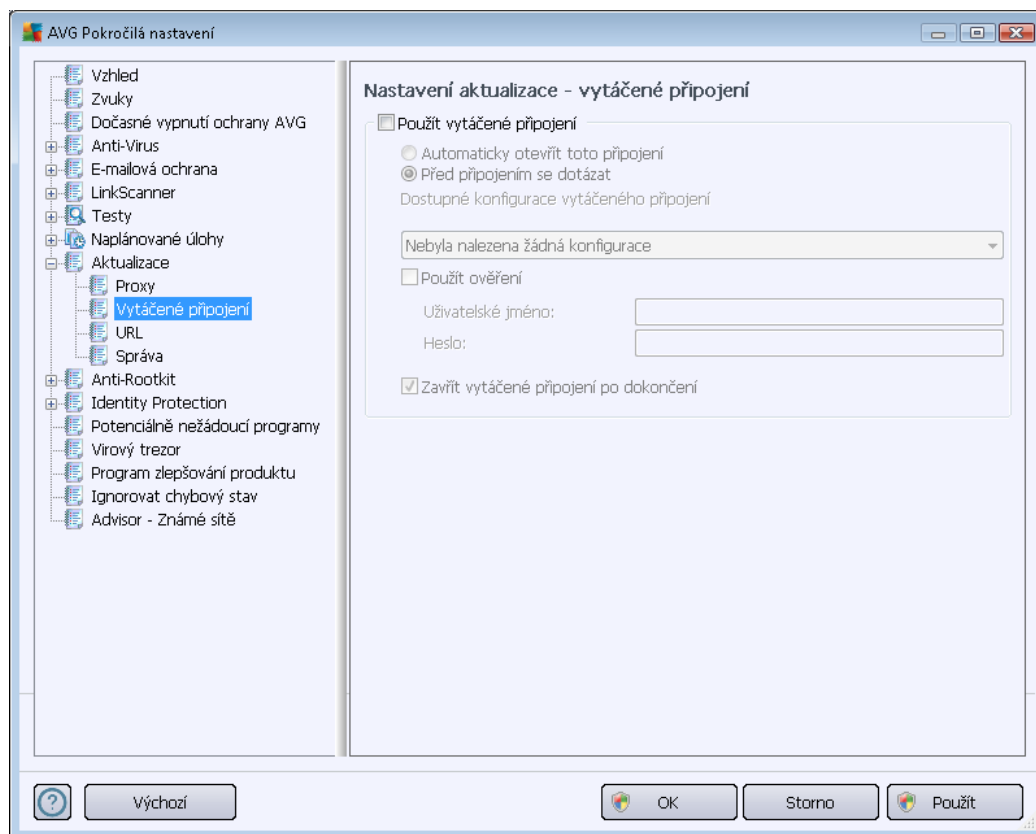 AVG Pokročilá nastavení
Vzhled
Zvuky
Dočasné vypnutí ochrany AVG
Anti-Virus
E-mailová ochrana
LinkScanner
Testy
Naplánované úlohy
Aktualizace
Proxy
Vytáčené připojení
URL
Správa
Anti-Rootkit
Identity Protection
Potenciálně nežádoucí programy
Virový trezor
Program zlepšování produktu
Ignorovat chybový stav
Advisor - Známé sítě
Nastavení aktualizace - vytáčené připojení
Použít vytáčené připojení
Automaticky otevřít toto připojení
Před připojením se dotázat
Dostupné konfigurace vytáčeného připojení
Nebyla nalezena žádná konfigurace
Použít ověření
Uživatelské jméno:
Heslo:
Zavřít vytáčené připojení po dokončení
Výchozí
OK
Storno
Použít